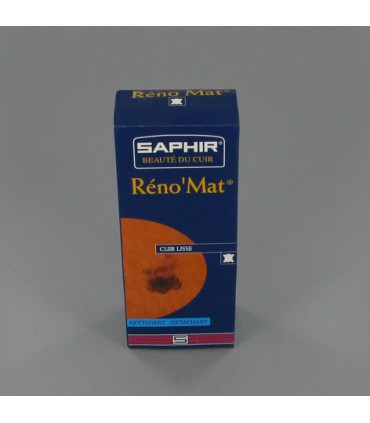 Réno'Mat®
SAPHIR®
BEAUTÉ DU CUIR
Réno'Mat®
CUIR LISSE
NETTOYANT - DÉTACHANT
S